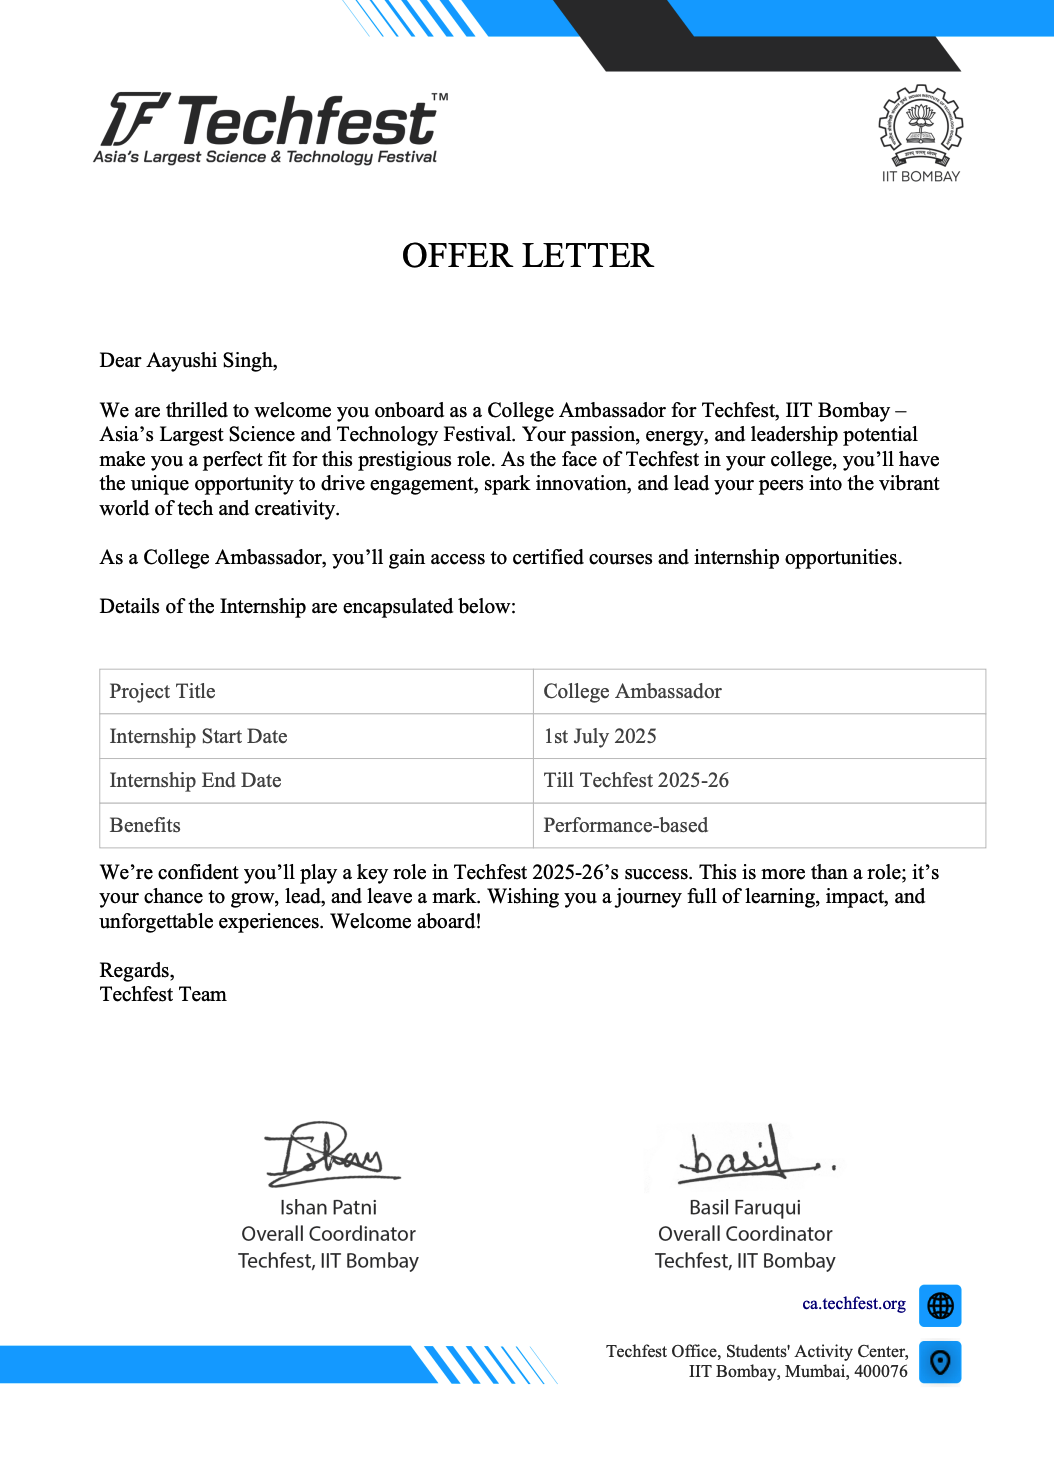 Techfest™
Asia's Largest Science & Technology Festival
IIT BOMBAY
OFFER LETTER
Dear Aayushi Singh,
We are thrilled to welcome you onboard as a College Ambassador for Techfest, IIT Bombay –
Asia’s Largest Science and Technology Festival. Your passion, energy, and leadership potential
make you a perfect fit for this prestigious role. As the face of Techfest in your college, you’ll have
the unique opportunity to drive engagement, spark innovation, and lead your peers into the vibrant
world of tech and creativity.
As a College Ambassador, you’ll gain access to certified courses and internship opportunities.
Details of the Internship are encapsulated below:
Project Title College Ambassador
Internship Start Date 1st July 2025
Internship End Date Till Techfest 2025-26
Benefits Performance-based
We’re confident you’ll play a key role in Techfest 2025-26’s success. This is more than a role; it’s
your chance to grow, lead, and leave a mark. Wishing you a journey full of learning, impact, and
unforgettable experiences. Welcome aboard!
Regards,
Techfest Team
Ishan basil
Ishan Patni Basil Faruqui
Overall Coordinator Overall Coordinator
Techfest, IIT Bombay Techfest, IIT Bombay
ca.techfest.org
Techfest Office, Students' Activity Center,
IIT Bombay, Mumbai, 400076